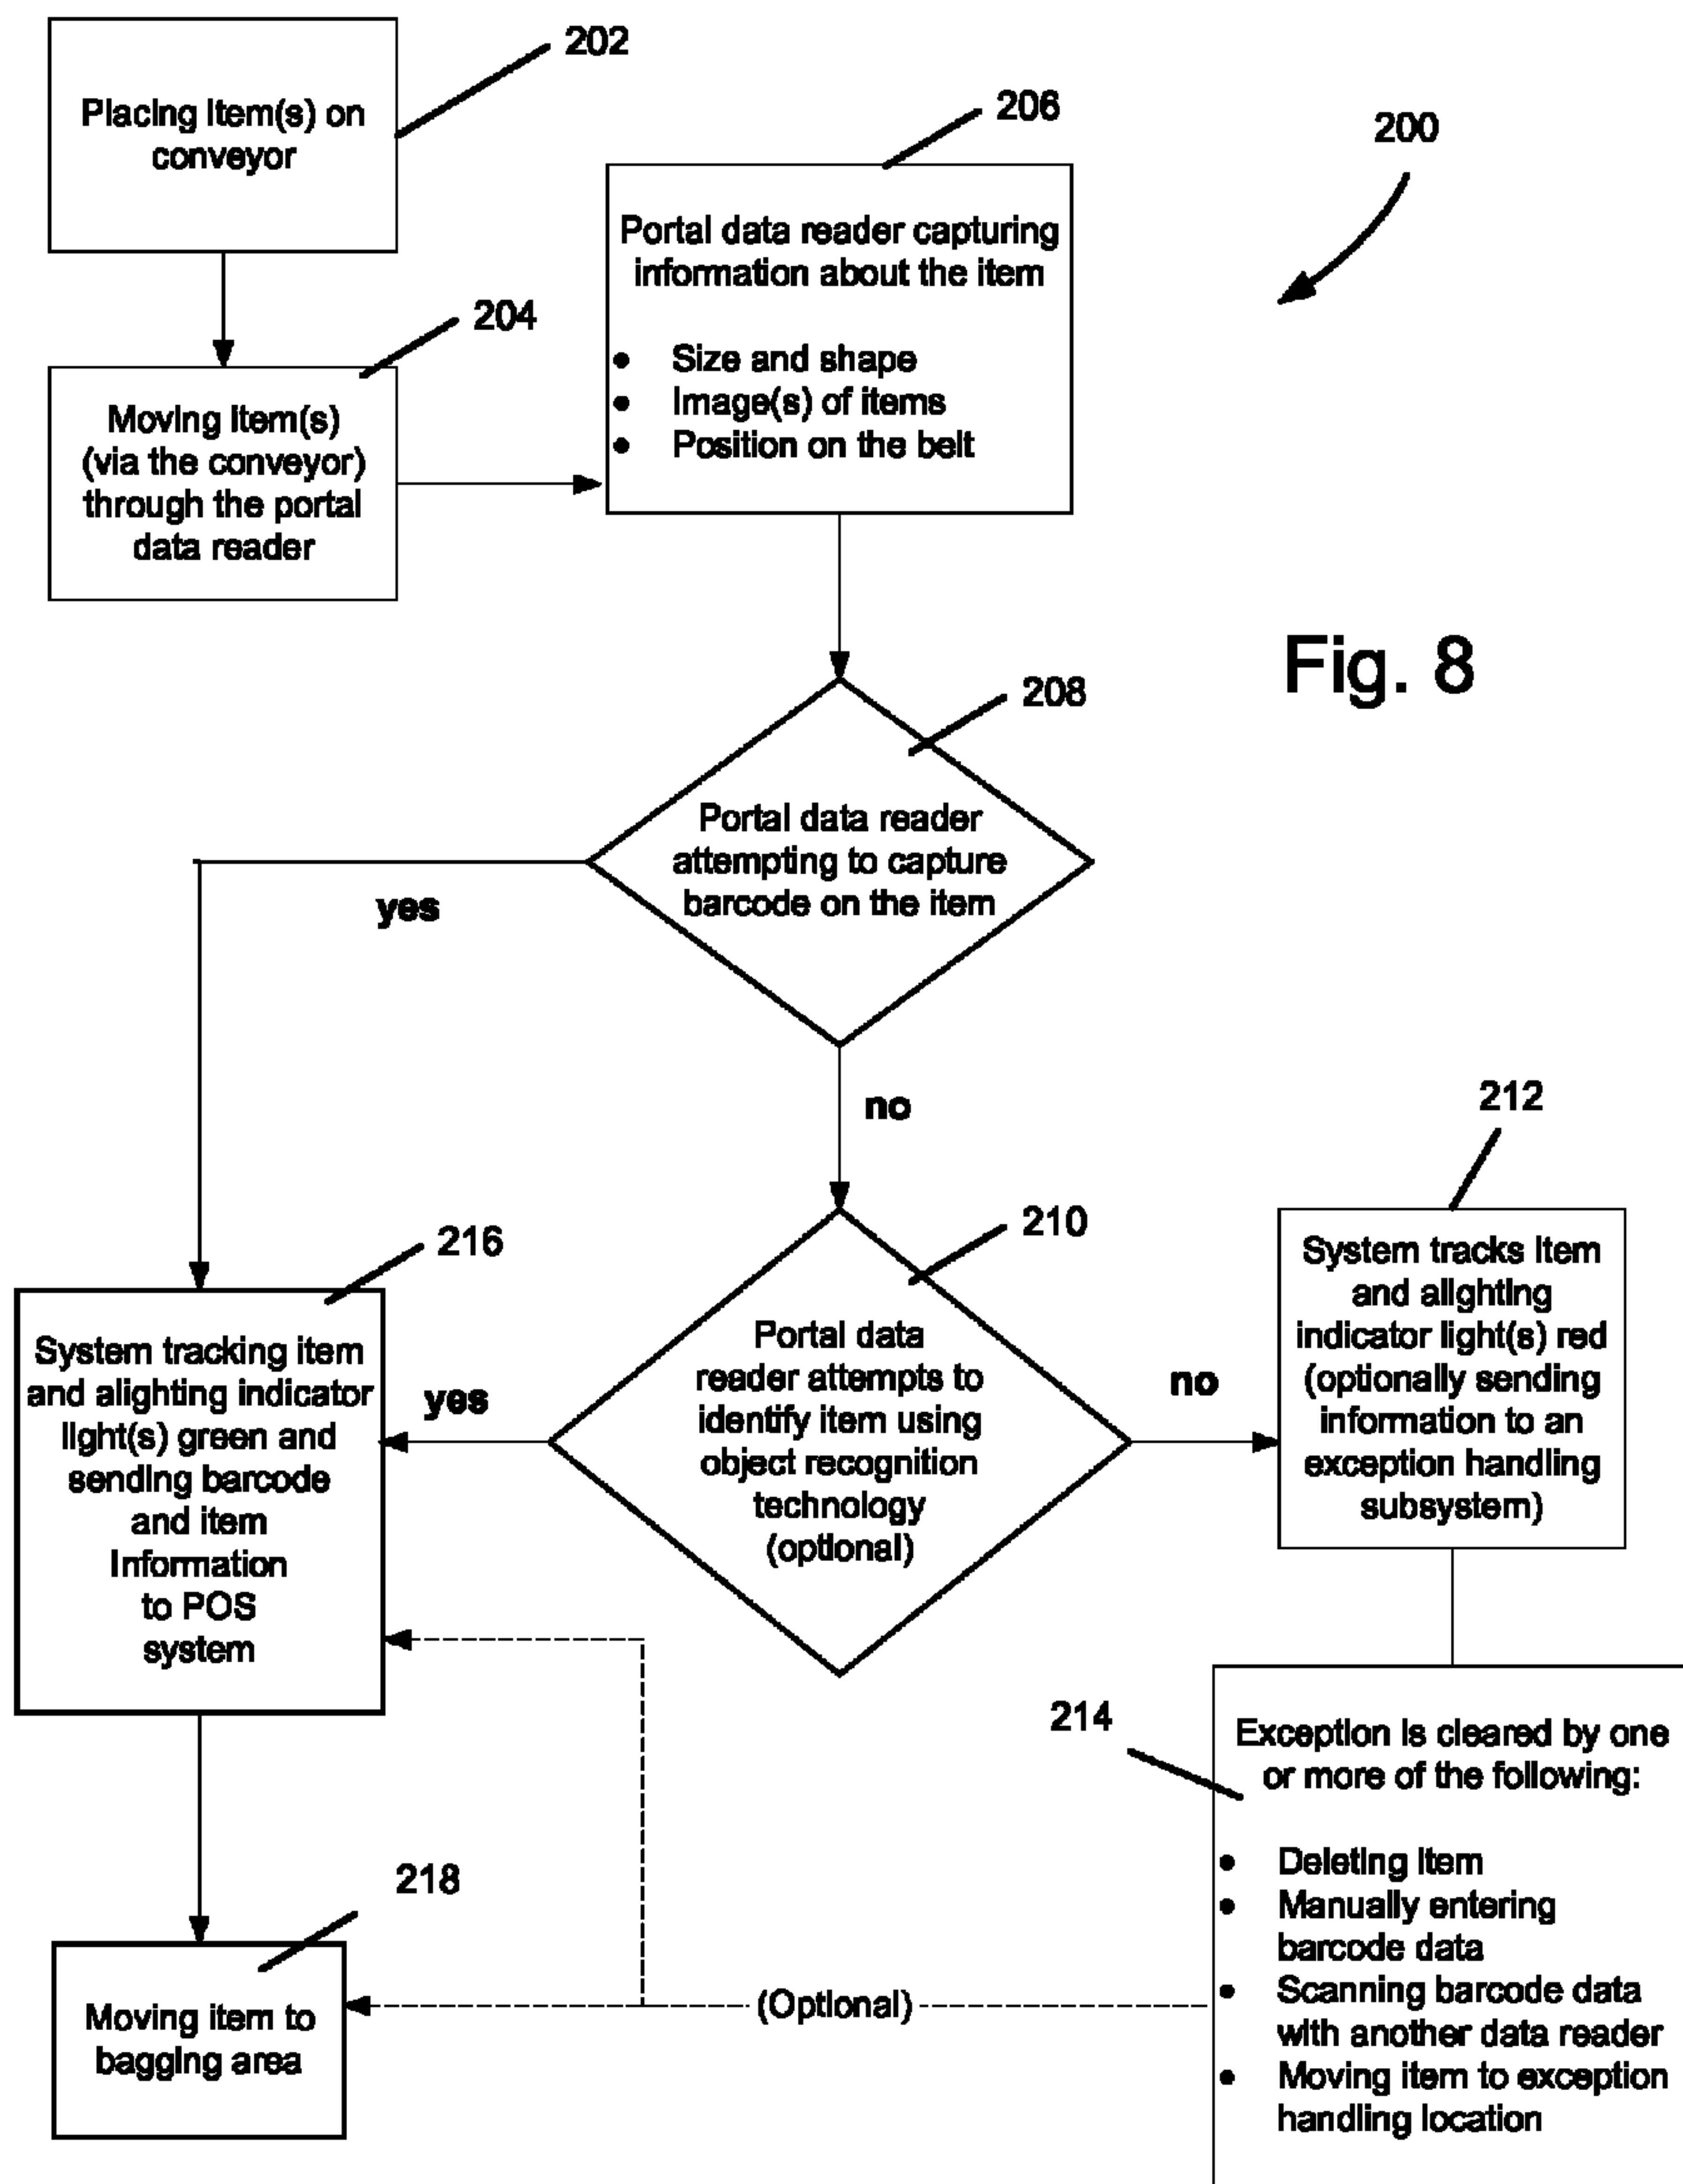 202
Placing item(s) on
conveyor
206
200
Portal data reader capturing
information about the item
• Size and shape
• Image(s) of items
• Position on the belt
204
Moving item(s)
(via the conveyor)
through the portal
data reader
Fig. 8
208
Portal data reader
attempting to capture
barcode on the item
yes
no
212
210
216
System tracks item
and alighting
indicator light(s) red
(optionally sending
information to an
exception handling
subsystem)
Portal data
reader attempts to
identify item using
object recognition
technology
(optional)
no
yes
System tracking item
and alighting indicator
light(s) green and
sending barcode
and item
Information
to POS
system
214
Exception is cleared by one
or more of the following:
• Deleting item
• Manually entering
barcode data
• Scanning barcode data
with another data reader
• Moving item to exception
handling location
218
(Optional)
Moving item to
bagging area